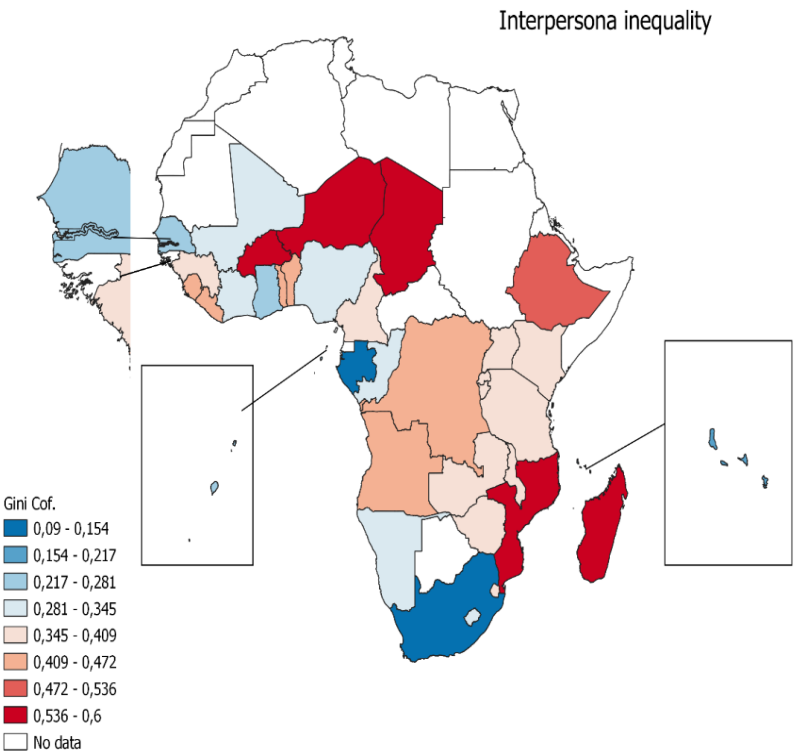 Interpersona inequality
Gini Cof.
0,09 - 0,154
0,154 - 0,217
0,217 - 0,281
0,281 - 0,345
0,345 - 0,409
0,409 - 0,472
0,472 - 0,536
0,536 - 0,6
No data